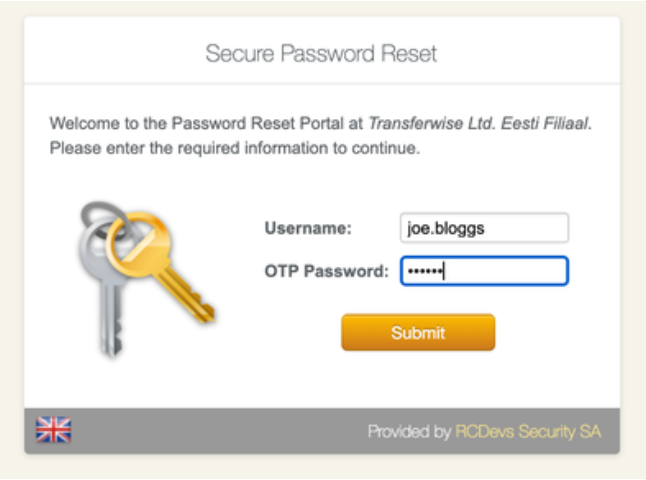 Secure Password Reset
Welcome to the Password Reset Portal at Transferwise Ltd. Eesti Filiaal.
Please enter the required information to continue.
Username: joe.bloggs
OTP Password: ••••••
Submit
Provided by RCDevs Security SA